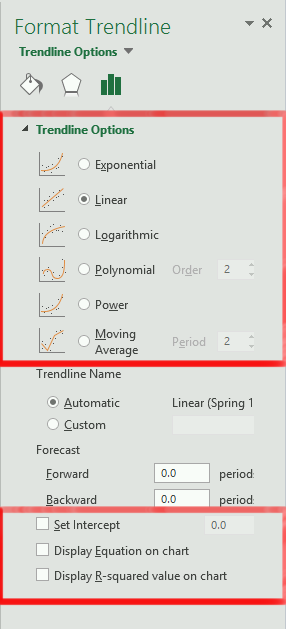 Format Trendline
Trendline Options
Trendline Options
Exponential
Linear
Logarithmic
Polynomial Order 2
Power
Moving Average Period 2
Trendline Name
Automatic Linear (Spring 1
Custom
Forecast
Forward 0.0 period
Backward 0.0 period
Set Intercept 0.0
Display Equation on chart
Display R-squared value on chart